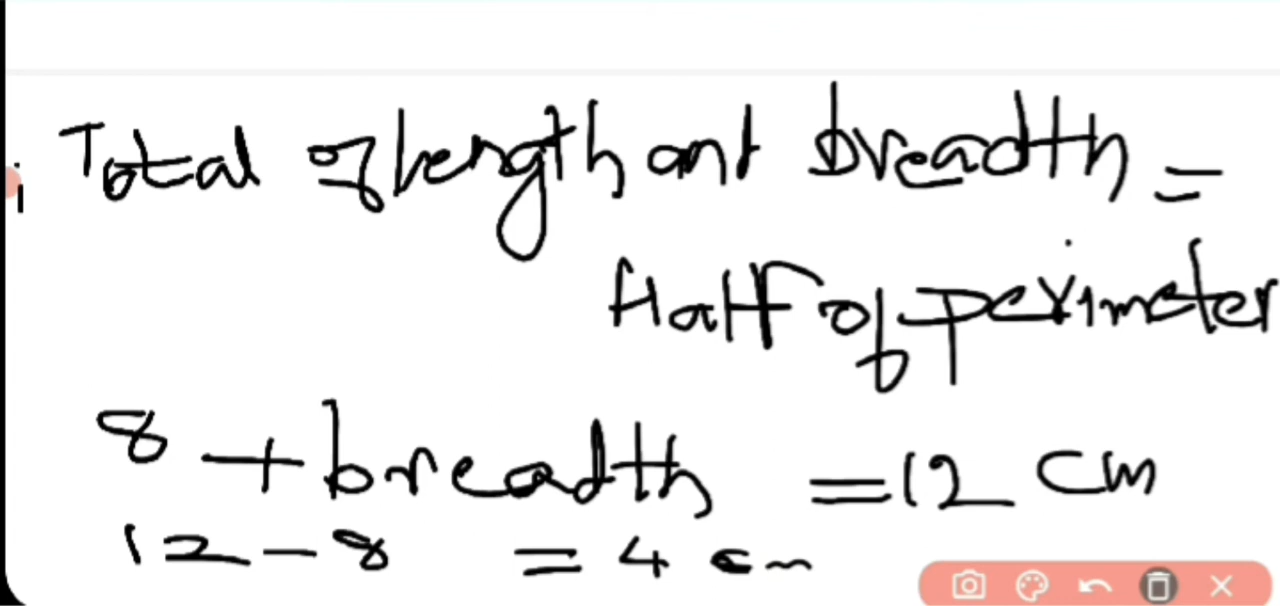 Total of length and breadth =
Half of perimeter
8 + breadth = 12 cm
12 - 8 = 4 cm